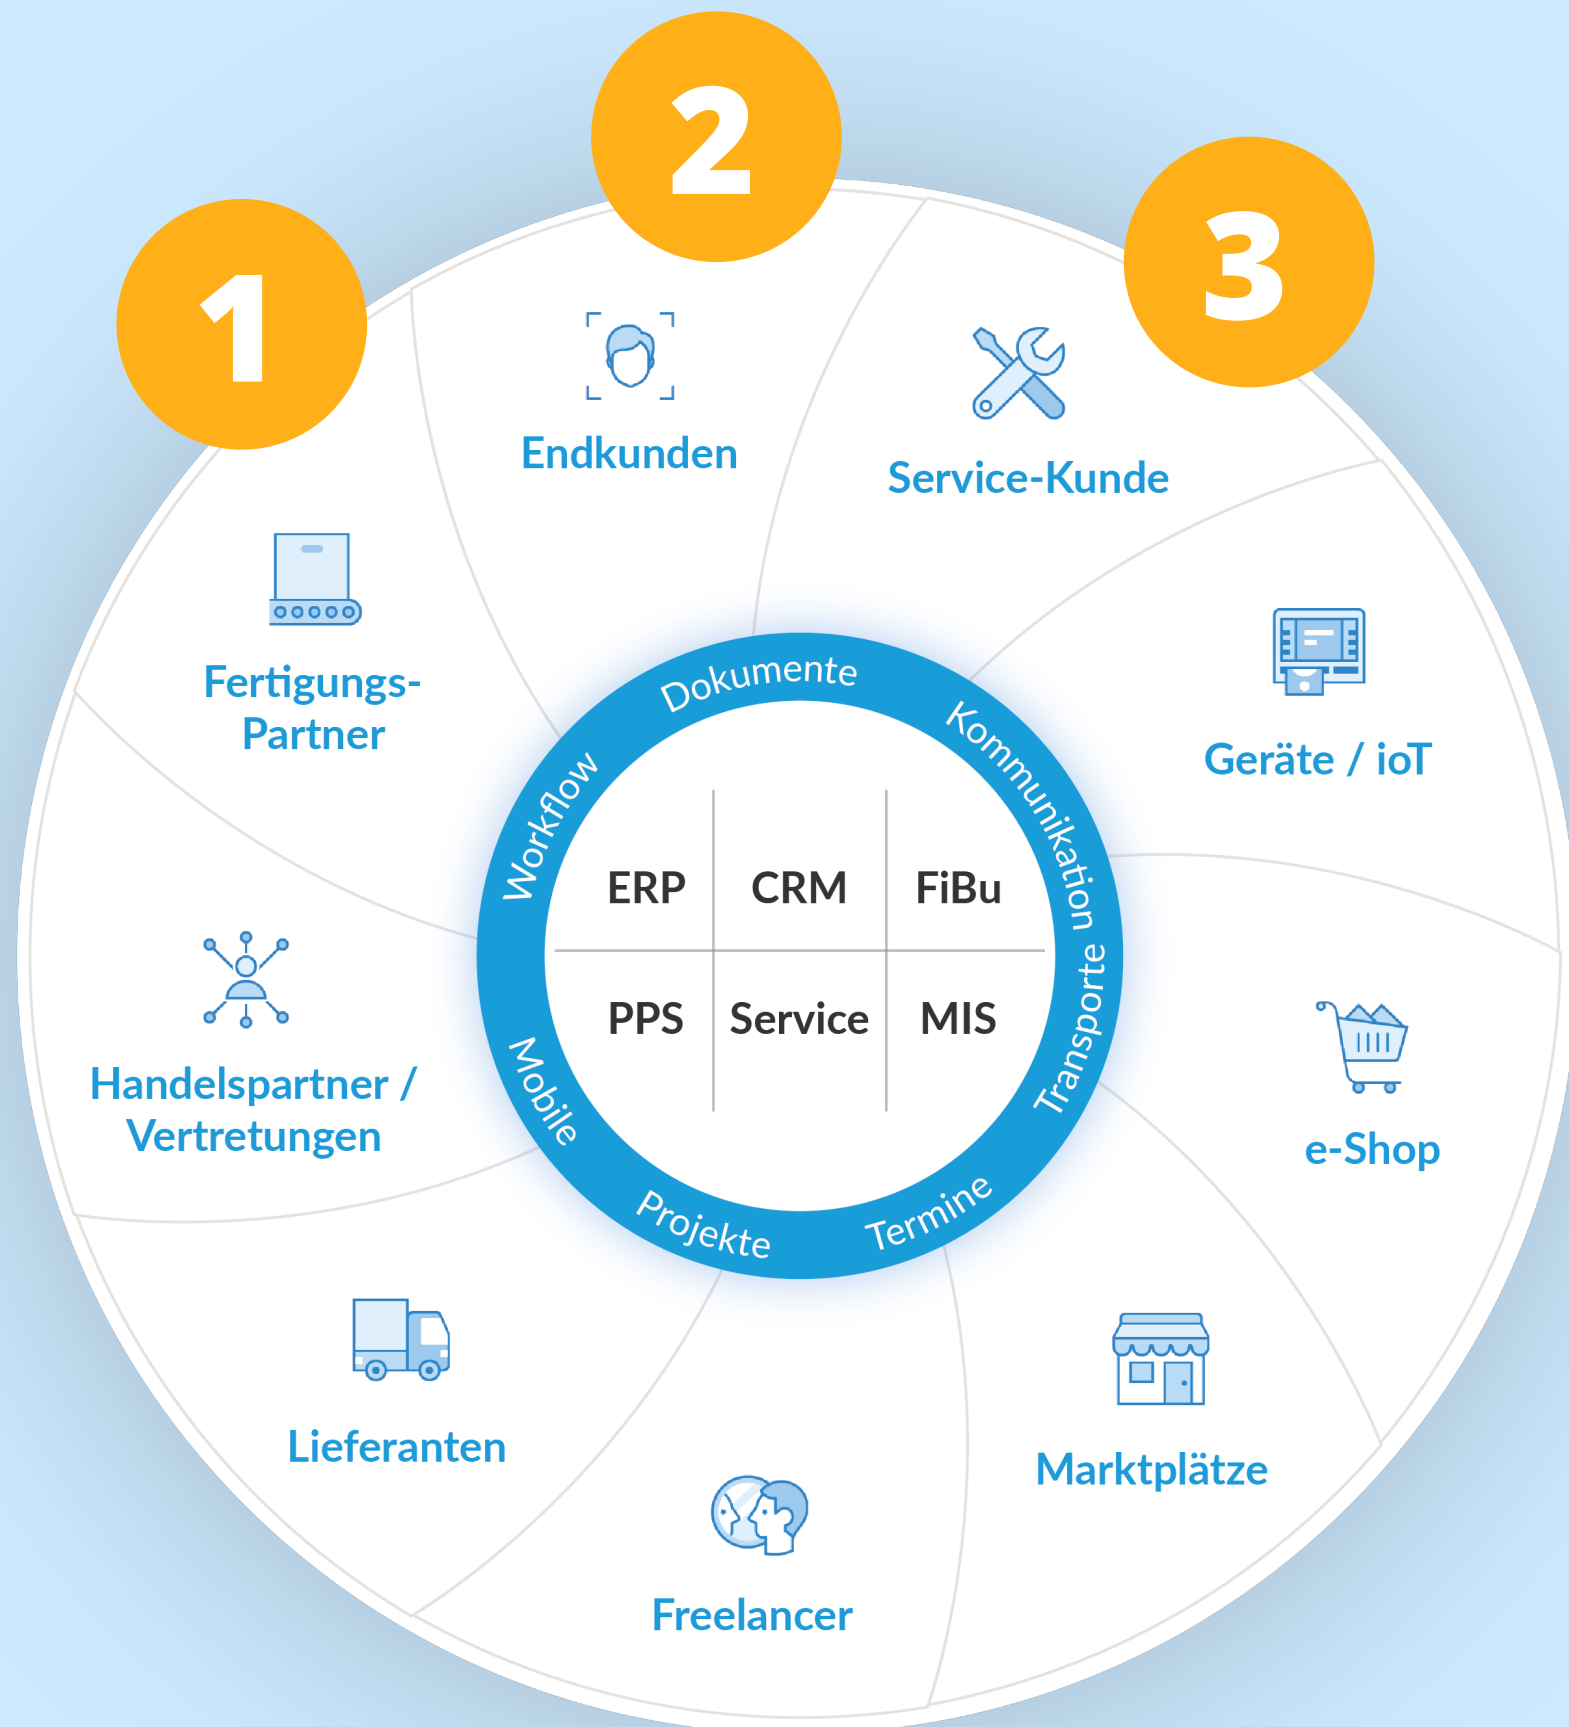 1
2
3
Endkunden
Service-Kunde
Fertigungs-
Partner
Geräte / ioT
Handelspartner /
Vertretungen
e-Shop
Lieferanten
Marktplätze
Freelancer
Dokumente
Kommunikation
Transporte
Termine
Projekte
Mobile
Workflow
ERP CRM FiBu
PPS Service MIS